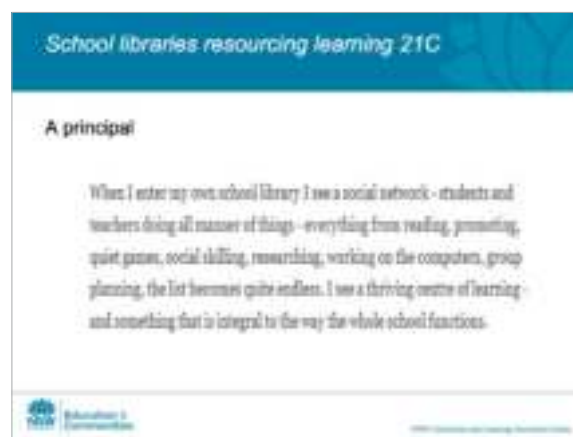 School libraries resourcing learning 21C
A principal
When I enter my own school library I see a social network - students and
teachers doing all manner of things - everything from reading, promoting,
quiet games, social skilling, researching, working on the computers, group
planning, the list becomes quite endless. I see a thriving centre of learning -
and something that is integral to the way the whole school functions.
NSW
Education &
Communities